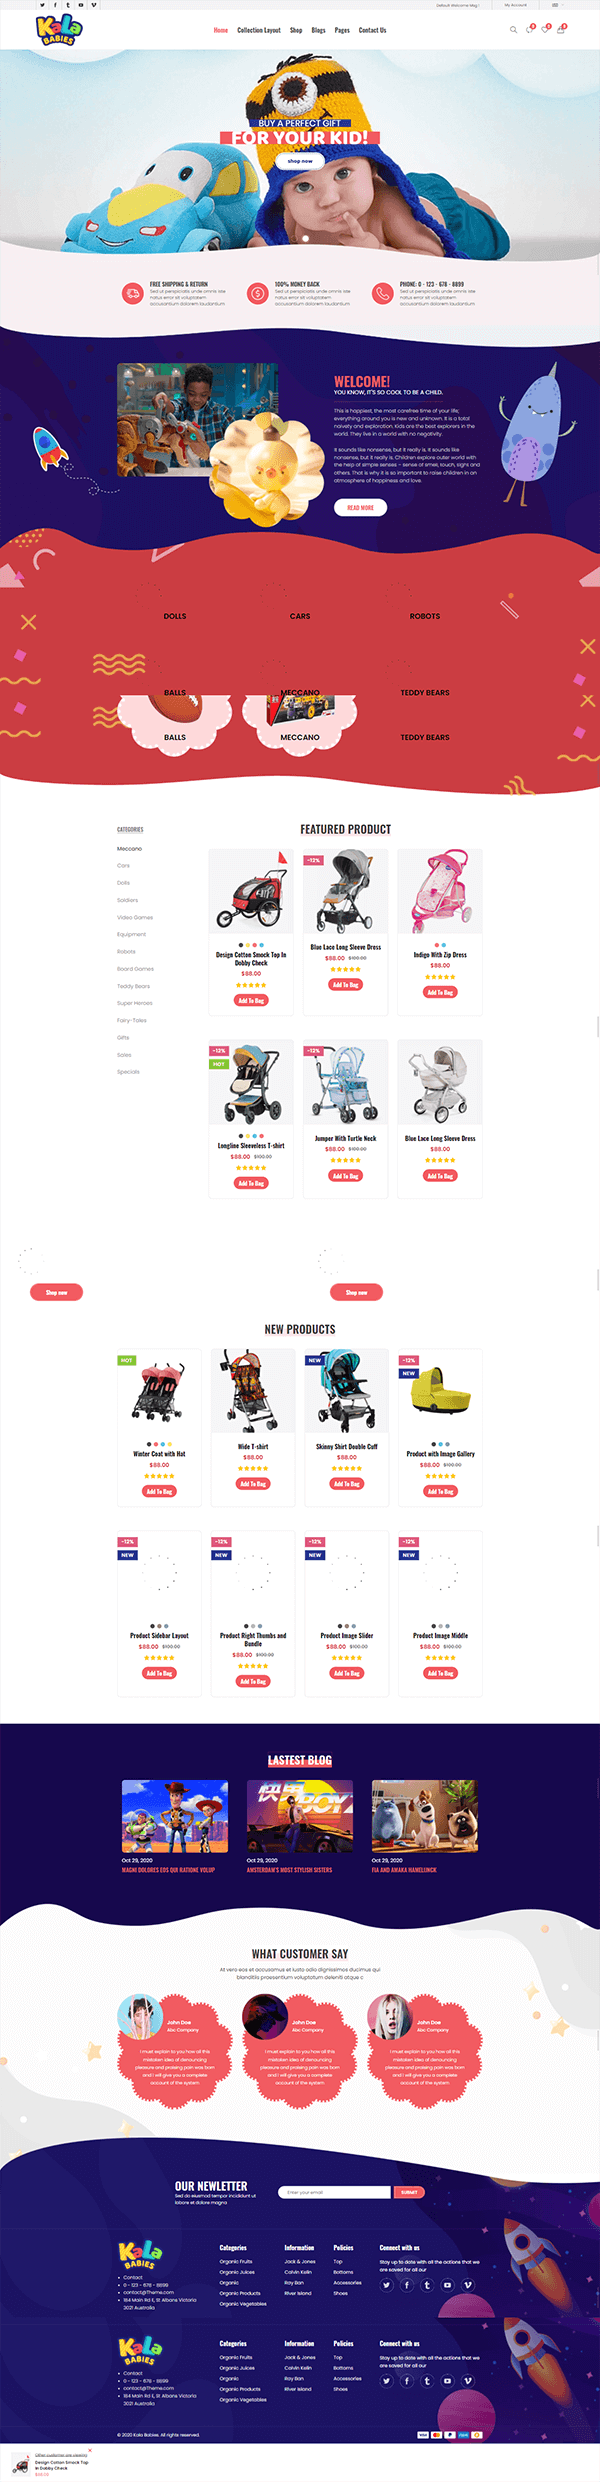 Default welcome msg !
My Account
KaLa
BABIES
Home
Collection Layout
Shop
Blogs
Pages
Contact Us
BUY A PERFECT GIFT
FOR YOUR KID!
shop now
FREE SHIPPING & RETURN
Sed ut perspiciatis unde omnis iste
natus error sit voluptatem
accusantium dolorem laudantium
100% MONEY BACK
Sed ut perspiciatis unde omnis iste
natus error sit voluptatem
accusantium dolorem laudantium
PHONE: 0 - 123 - 678 - 8899
Sed ut perspiciatis unde omnis iste
natus error sit voluptatem
accusantium dolorem laudantium
WELCOME!
YOU KNOW, IT'S SO COOL TO BE A CHILD.
This is happiest, the most carefree time of your life;
everything around you is new and unknown. It is a total
naivety and exploration. Kids are the best explorers in the
world. They live in a world with no negativity.
It sounds like nonsense, but it really is. It sounds like
nonsense, but it really is. Children explore outer world with
the help of simple senses – sense of smell, touch, sight and
others. That is why it is so important to raise children in an
atmosphere of happiness and love.
READ MORE
DOLLS
CARS
ROBOTS
BALLS
MECCANO
TEDDY BEARS
BALLS
MECCANO
TEDDY BEARS
CATEGORIES
Meccano
Cars
Dolls
Soldiers
Video Games
Equipment
Robots
Board Games
Teddy Bears
Super Heroes
Fairy-Tales
Gifts
Sales
Specials
FEATURED PRODUCT
Design Cotton Smock Top In
Dobby Check
$88.00
Add To Bag
-12%
Blue Lace Long Sleeve Dress
$88.00 $100.00
Add To Bag
Indigo With Zip Dress
$88.00
Add To Bag
-12%
HOT
Longline Sleeveless T-shirt
$88.00 $100.00
Add To Bag
-12%
Jumper With Turtle Neck
$88.00 $100.00
Add To Bag
Blue Lace Long Sleeve Dress
$88.00
Add To Bag
Shop now
Shop now
NEW PRODUCTS
HOT
Winter Coat with Hat
$88.00
Add To Bag
Wide T-shirt
$88.00
Add To Bag
NEW
Skinny Shirt Double Cuff
$88.00
Add To Bag
-12%
NEW
Product with Image Gallery
$88.00 $100.00
Add To Bag
-12%
NEW
Product Sidebar Layout
$88.00 $100.00
Add To Bag
-12%
NEW
Product Right Thumbs and
Bundle
$88.00 $100.00
Add To Bag
-12%
NEW
Product Image Slider
$88.00 $100.00
Add To Bag
-12%
NEW
Product Image Middle
$88.00 $100.00
Add To Bag
LASTEST BLOG
Oct 29, 2020
MAGNI DOLORES EOS QUI RATIONE VOLUP
Oct 29, 2020
AMSTERDAM'S MOST STYLISH SISTERS
Oct 29, 2020
FIA AND AWAKA HAMELINCK
WHAT CUSTOMER SAY
At vero eos et accusamus et iusto odio dignissimos ducimus qui
blanditiis praesentium voluptatum deleniti atque c
John Doe
Abc Company
I must explain to you how all this
mistaken idea of denouncing
pleasure and praising pain was born
and I will give you a complete
account of the system
John Doe
Abc Company
I must explain to you how all this
mistaken idea of denouncing
pleasure and praising pain was born
and I will give you a complete
account of the system
John Doe
Abc Company
I must explain to you how all this
mistaken idea of denouncing
pleasure and praising pain was born
and I will give you a complete
account of the system
OUR NEWLETTER
Sed do eiusmod tempor incididunt ut
labore et dolore magna
Enter your email
SUBMIT
KaLa
BABIES
Contact
0 - 123 - 678 - 8899
contact@Theme.com
184 Main Rd E, St Albans Victoria
3021 Australia
Categories
Organic Fruits
Organic Juices
Organic
Organic Products
Organic Vegetables
Information
Jack & Jones
Calvin Kelin
Ray Ban
River Island
Policies
Top
Bottoms
Accessories
Shoes
Connect with us
Stay up to date with all the actions that we
are saved for all our
KaLa
BABIES
Contact
0 - 123 - 678 - 8899
contact@Theme.com
184 Main Rd E, St Albans Victoria
3021 Australia
Categories
Organic Fruits
Organic Juices
Organic
Organic Products
Organic Vegetables
Information
Jack & Jones
Calvin Kelin
Ray Ban
River Island
Policies
Top
Bottoms
Accessories
Shoes
Connect with us
Stay up to date with all the actions that we
are saved for all our
© 2020 Kala Babies. All rights reserved.
Other customer are viewing
Design Cotton Smock Top
In Dobby Check
$88.00